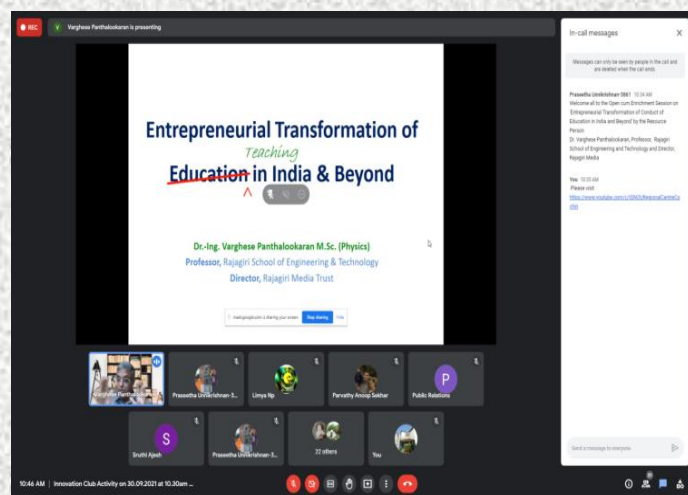 REC
V
Varghese Panthalookaran is presenting
In-call messages
Messages can only be seen by people in the call and
are deleted when the call ends.
Entrepreneurial Transformation of
Teaching
Education in India & Beyond
Dr.-Ing. Varghese Panthalookaran M.Sc. (Physics)
Professor, Rajagiri School of Engineering & Technology
Director, Rajagiri Media Trust
meet.google.com is sharing your screen.
Stop sharing
Hide
Praseetha Unnikrishnan 10:34 AM
Welcome all to the Open cum Enrichment Session on
Entrepreneurial Transformation of Conduct of
Education in India and Beyond by the Resource
Person
Dr. Varghese Panthalookaran, Professor, Rajagiri
School of Engineering and Technology and Director,
Rajagiri Media
You 10:35 AM
Please visit
Varghese Panthalookaran
Praseetha Unnikrishnan-3...
Limya Np
Parvathy Anoop Sekhar
P
Public Relations
S
Sruthi Ajosh
Praseetha Unnikrishnan-3...
22 others
You
Send a message to everyone
10:46 AM | Innovation Club Activity on 30.09.2021 at 10.30am ...